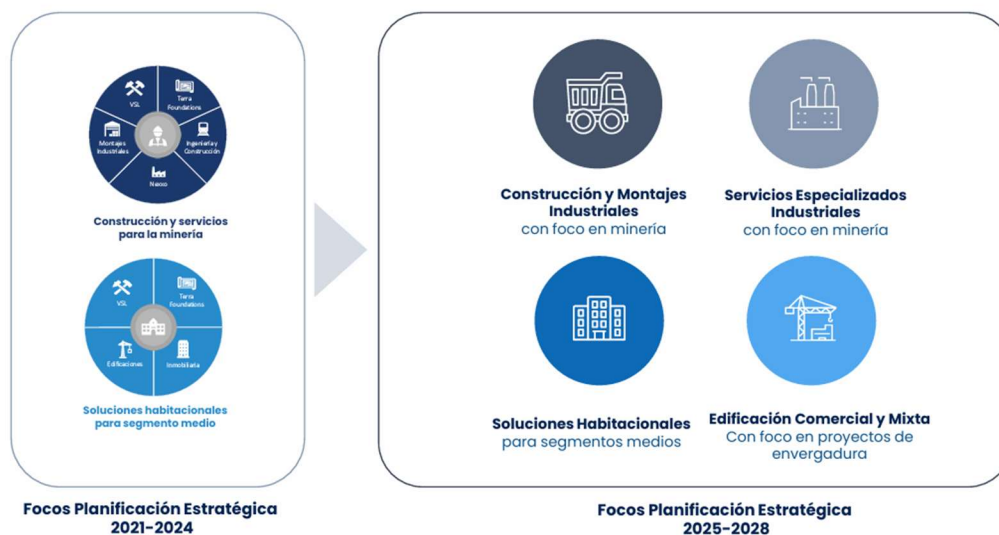 VSL
Terra
Foundations
Montajes
Industriales
Ingeniería y
Construcción
Nexxo
Construcción y servicios
para la minería
VSL
Terra
Foundations
Edificaciones
Inmobiliaria
Soluciones habitacionales
para segmento medio
Focos Planificación Estratégica
2021-2024
Construcción y Montajes
Industriales
con foco en minería
Servicios Especializados
Industriales
con foco en minería
Soluciones Habitacionales
para segmentos medios
Edificación Comercial y Mixta
Con foco en proyectos de
envergadura
Focos Planificación Estratégica
2025-2028